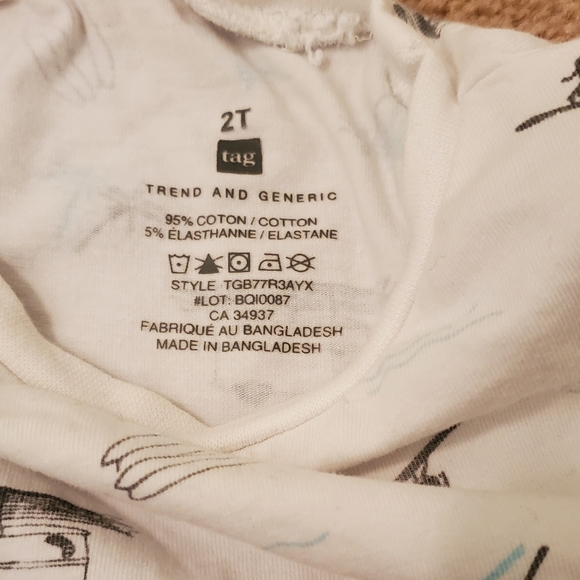 2T
tag
TREND AND GENERIC
95% COTON / COTTON
5% ÉLASTHANNE / ELASTANE
STYLE TGB77R3AYX
#LOT: BQI0087
CA 34937
FABRIQUÉ AU BANGLADESH
MADE IN BANGLADESH